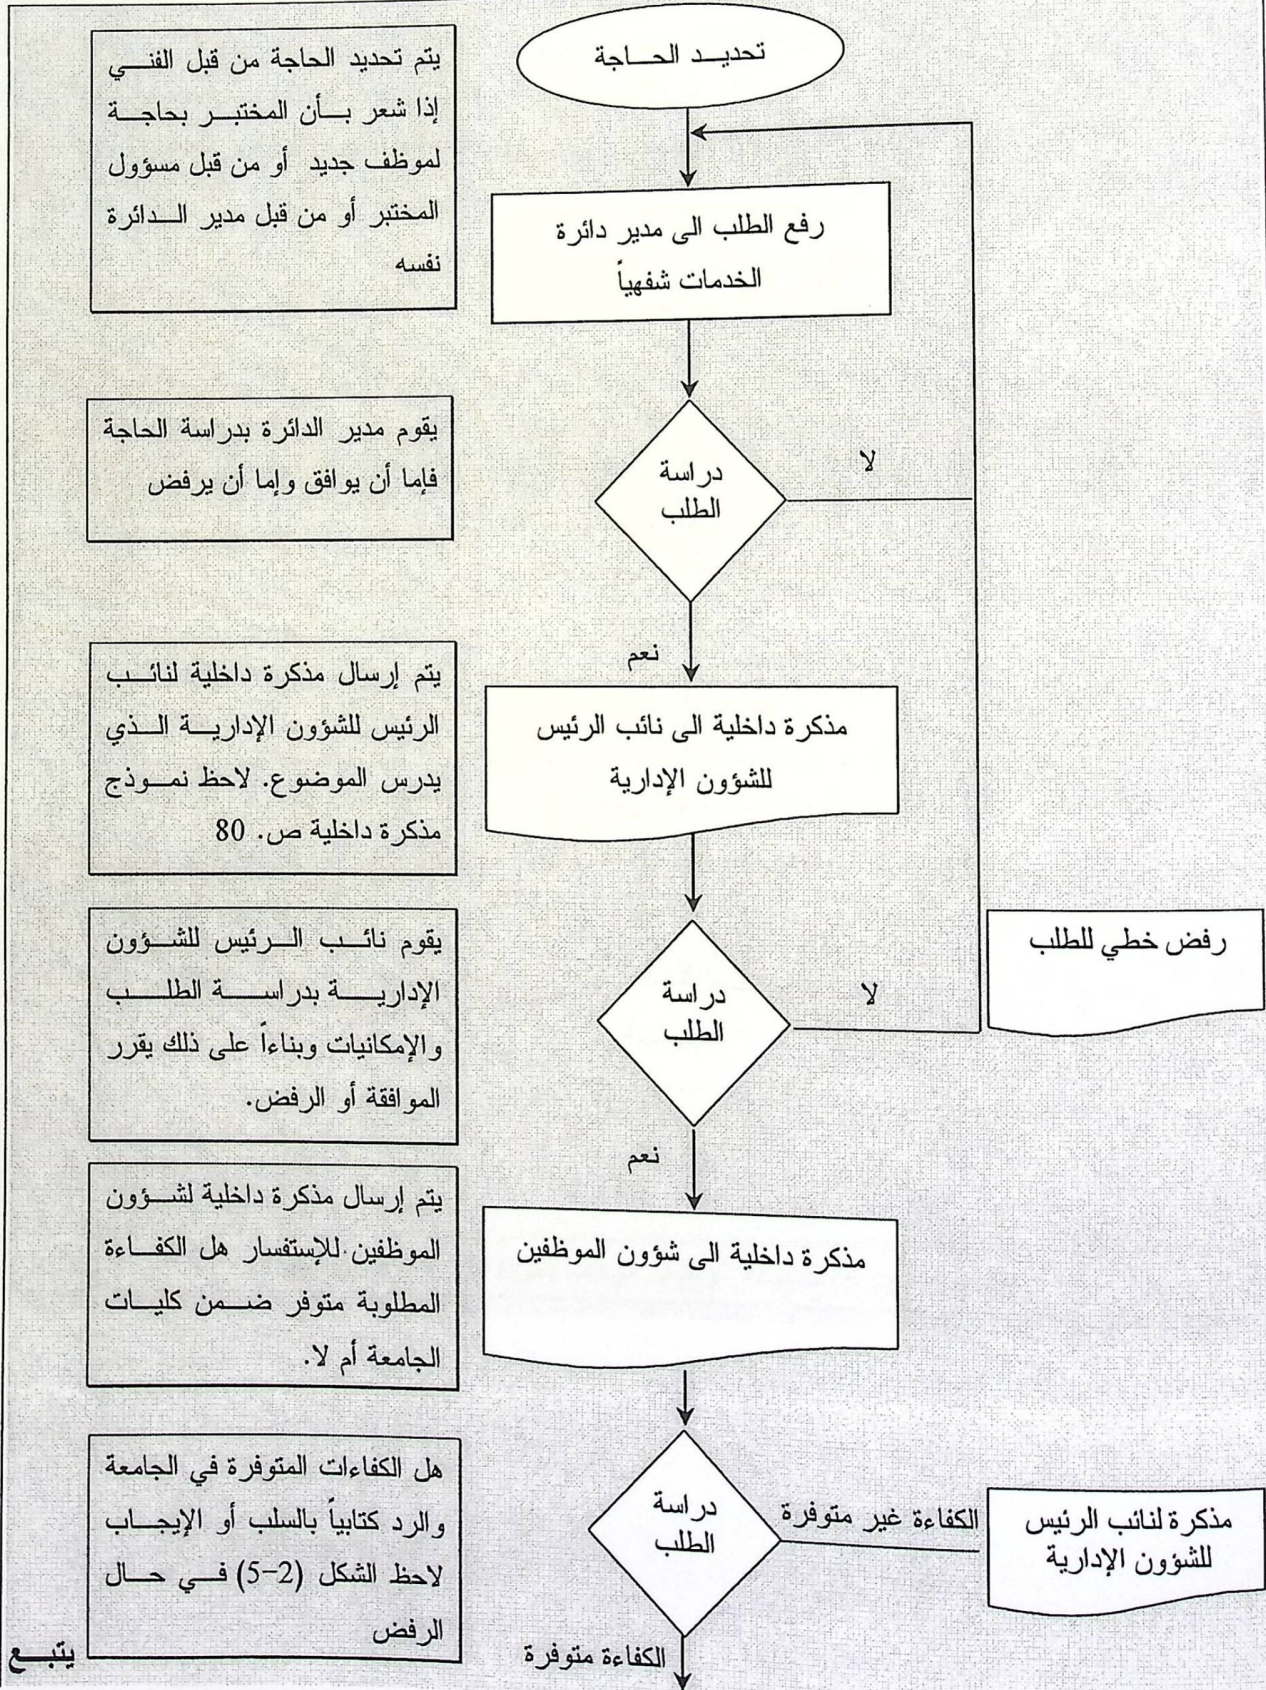 تحديد الحاجة
يتم تحديد الحاجة من قبل الفني
إذا شعر بأن المختبر بحاجة
لموظف جديد أو من قبل مسؤول
المختبر أو من قبل مدير الدائرة
نفسه
رفع الطلب الى مدير دائرة
الخدمات شفهياً
دراسة
الطلب
لا
يقوم مدير الدائرة بدراسة الحاجة
فإما أن يوافق وإما أن يرفض
نعم
مذكرة داخلية الى نائب الرئيس
للشؤون الإدارية
يتم إرسال مذكرة داخلية لنائب
الرئيس للشؤون الإدارية الذي
يدرس الموضوع. لاحظ نموذج
مذكرة داخلية ص. 80
رفض خطي للطلب
لا
دراسة
الطلب
يقوم نائب الرئيس للشؤون
الإدارية بدراسة الطلب
والإمكانيات وبناءاً على ذلك يقرر
الموافقة أو الرفض.
نعم
مذكرة داخلية الى شؤون الموظفين
يتم إرسال مذكرة داخلية لشؤون
الموظفين للإستفسار هل الكفاءة
المطلوبة متوفر ضمن كليات
الجامعة أم لا.
مذكرة لنائب الرئيس
للشؤون الإدارية
الكفاءة غير متوفرة
دراسة
الطلب
هل الكفاءات المتوفرة في الجامعة
والرد كتابياً بالسلب أو الإيجاب
لاحظ الشكل (2-5) في حال
الرفض
الكفاءة متوفرة
يتبع